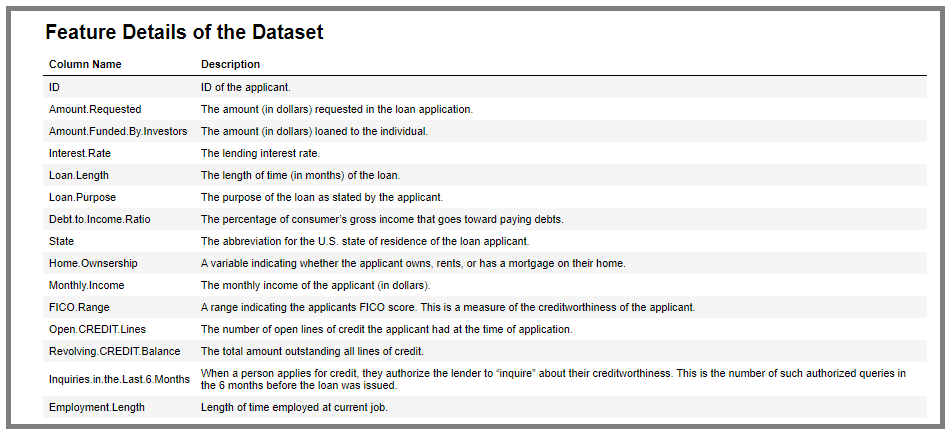 Feature Details of the Dataset
Column Name Description
ID ID of the applicant.
Amount.Requested The amount (in dollars) requested in the loan application.
Amount.Funded.By.Investors The amount (in dollars) loaned to the individual.
Interest.Rate The lending interest rate.
Loan.Length The length of time (in months) of the loan.
Loan.Purpose The purpose of the loan as stated by the applicant.
Debt.to.Income.Ratio The percentage of consumer’s gross income that goes toward paying debts.
State The abbreviation for the U.S. state of residence of the loan applicant.
Home.Ownsership A variable indicating whether the applicant owns, rents, or has a mortgage on their home.
Monthly.Income The monthly income of the applicant (in dollars).
FICO.Range A range indicating the applicants FICO score. This is a measure of the creditworthiness of the applicant.
Open.CREDIT.Lines The number of open lines of credit the applicant had at the time of application.
Revolving.CREDIT.Balance The total amount outstanding all lines of credit.
Inquiries.in.the.Last.6.Months When a person applies for credit, they authorize the lender to “inquire” about their creditworthiness. This is the number of such authorized queries in
the 6 months before the loan was issued.
Employment.Length Length of time employed at current job.